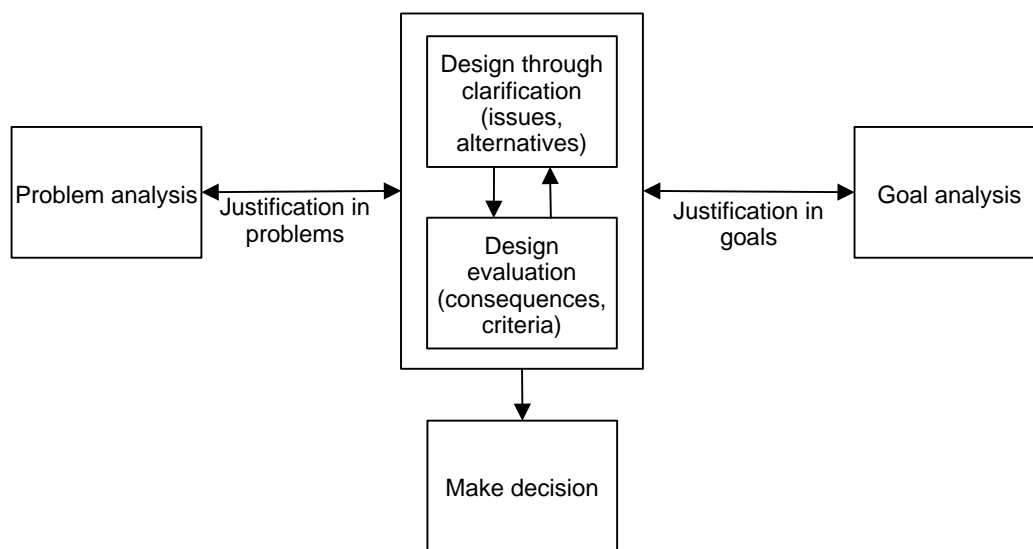 Design through
clarification
(issues,
alternatives)
Problem analysis
Justification in
problems
Justification in
goals
Goal analysis
Design
evaluation
(consequences,
criteria)
Make decision